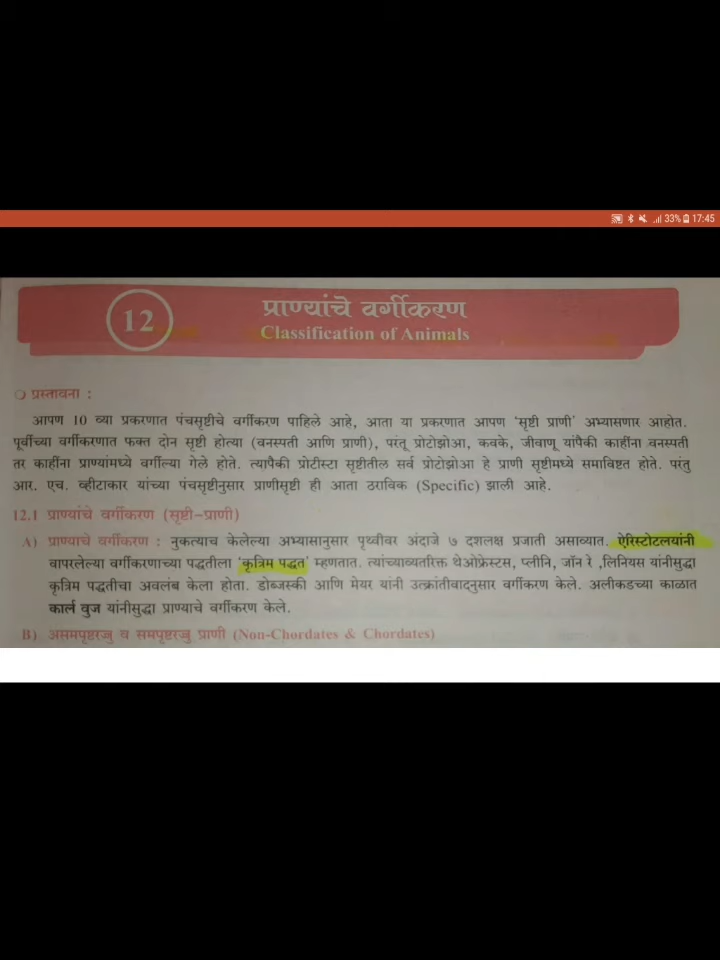 33% 17:45
12
प्राण्यांचे वर्गीकरण
Classification of Animals
❍ प्रस्तावना :
आपण 10 व्या प्रकरणात पंचसृष्टीचे वर्गीकरण पाहिले आहे, आता या प्रकरणात आपण ‘सृष्टी प्राणी’ अभ्यासणार आहोत.
पूर्वीच्या वर्गीकरणात फक्त दोन सृष्टी होत्या (वनस्पती आणि प्राणी), परंतू प्रोटोझोआ, कवके, जीवाणू यांपैकी काहींना वनस्पती
तर काहींना प्राण्यांमध्ये वर्गील्या गेले होते. त्यापैकी प्रोटीस्टा सृष्टीतील सर्व प्रोटोझोआ हे प्राणी सृष्टीमध्ये समाविष्टत होते. परंतु
आर. एच. व्हीटाकार यांच्या पंचसृष्टीनुसार प्राणीसृष्टी ही आता ठराविक (Specific) झाली आहे.
12.1 प्राण्यांचे वर्गीकरण (सृष्टी-प्राणी)
A) प्राण्याचे वर्गीकरण : नुकत्याच केलेल्या अभ्यासानुसार पृथ्वीवर अंदाजे ७ दशलक्ष प्रजाती असाव्यात. ऐरिस्टोटलयांनी
वापरलेल्या वर्गीकरणाच्या पद्धतीला ‘कृत्रिम पद्धत’ म्हणतात. त्यांच्याव्यतरिक्त थेओफ्रेस्टस, प्लीनि, जॉन रे ,लिनियस यांनीसुद्धा
कृत्रिम पद्धतीचा अवलंब केला होता. डोब्जस्की आणि मेयर यांनी उत्क्रांतीवादनुसार वर्गीकरण केले. अलीकडच्या काळात
कार्ल वुज यांनीसुद्धा प्राण्याचे वर्गीकरण केले.
B) असमपृष्टरज्जु व समपृष्टरज्जु प्राणी (Non-Chordates & Chordates)